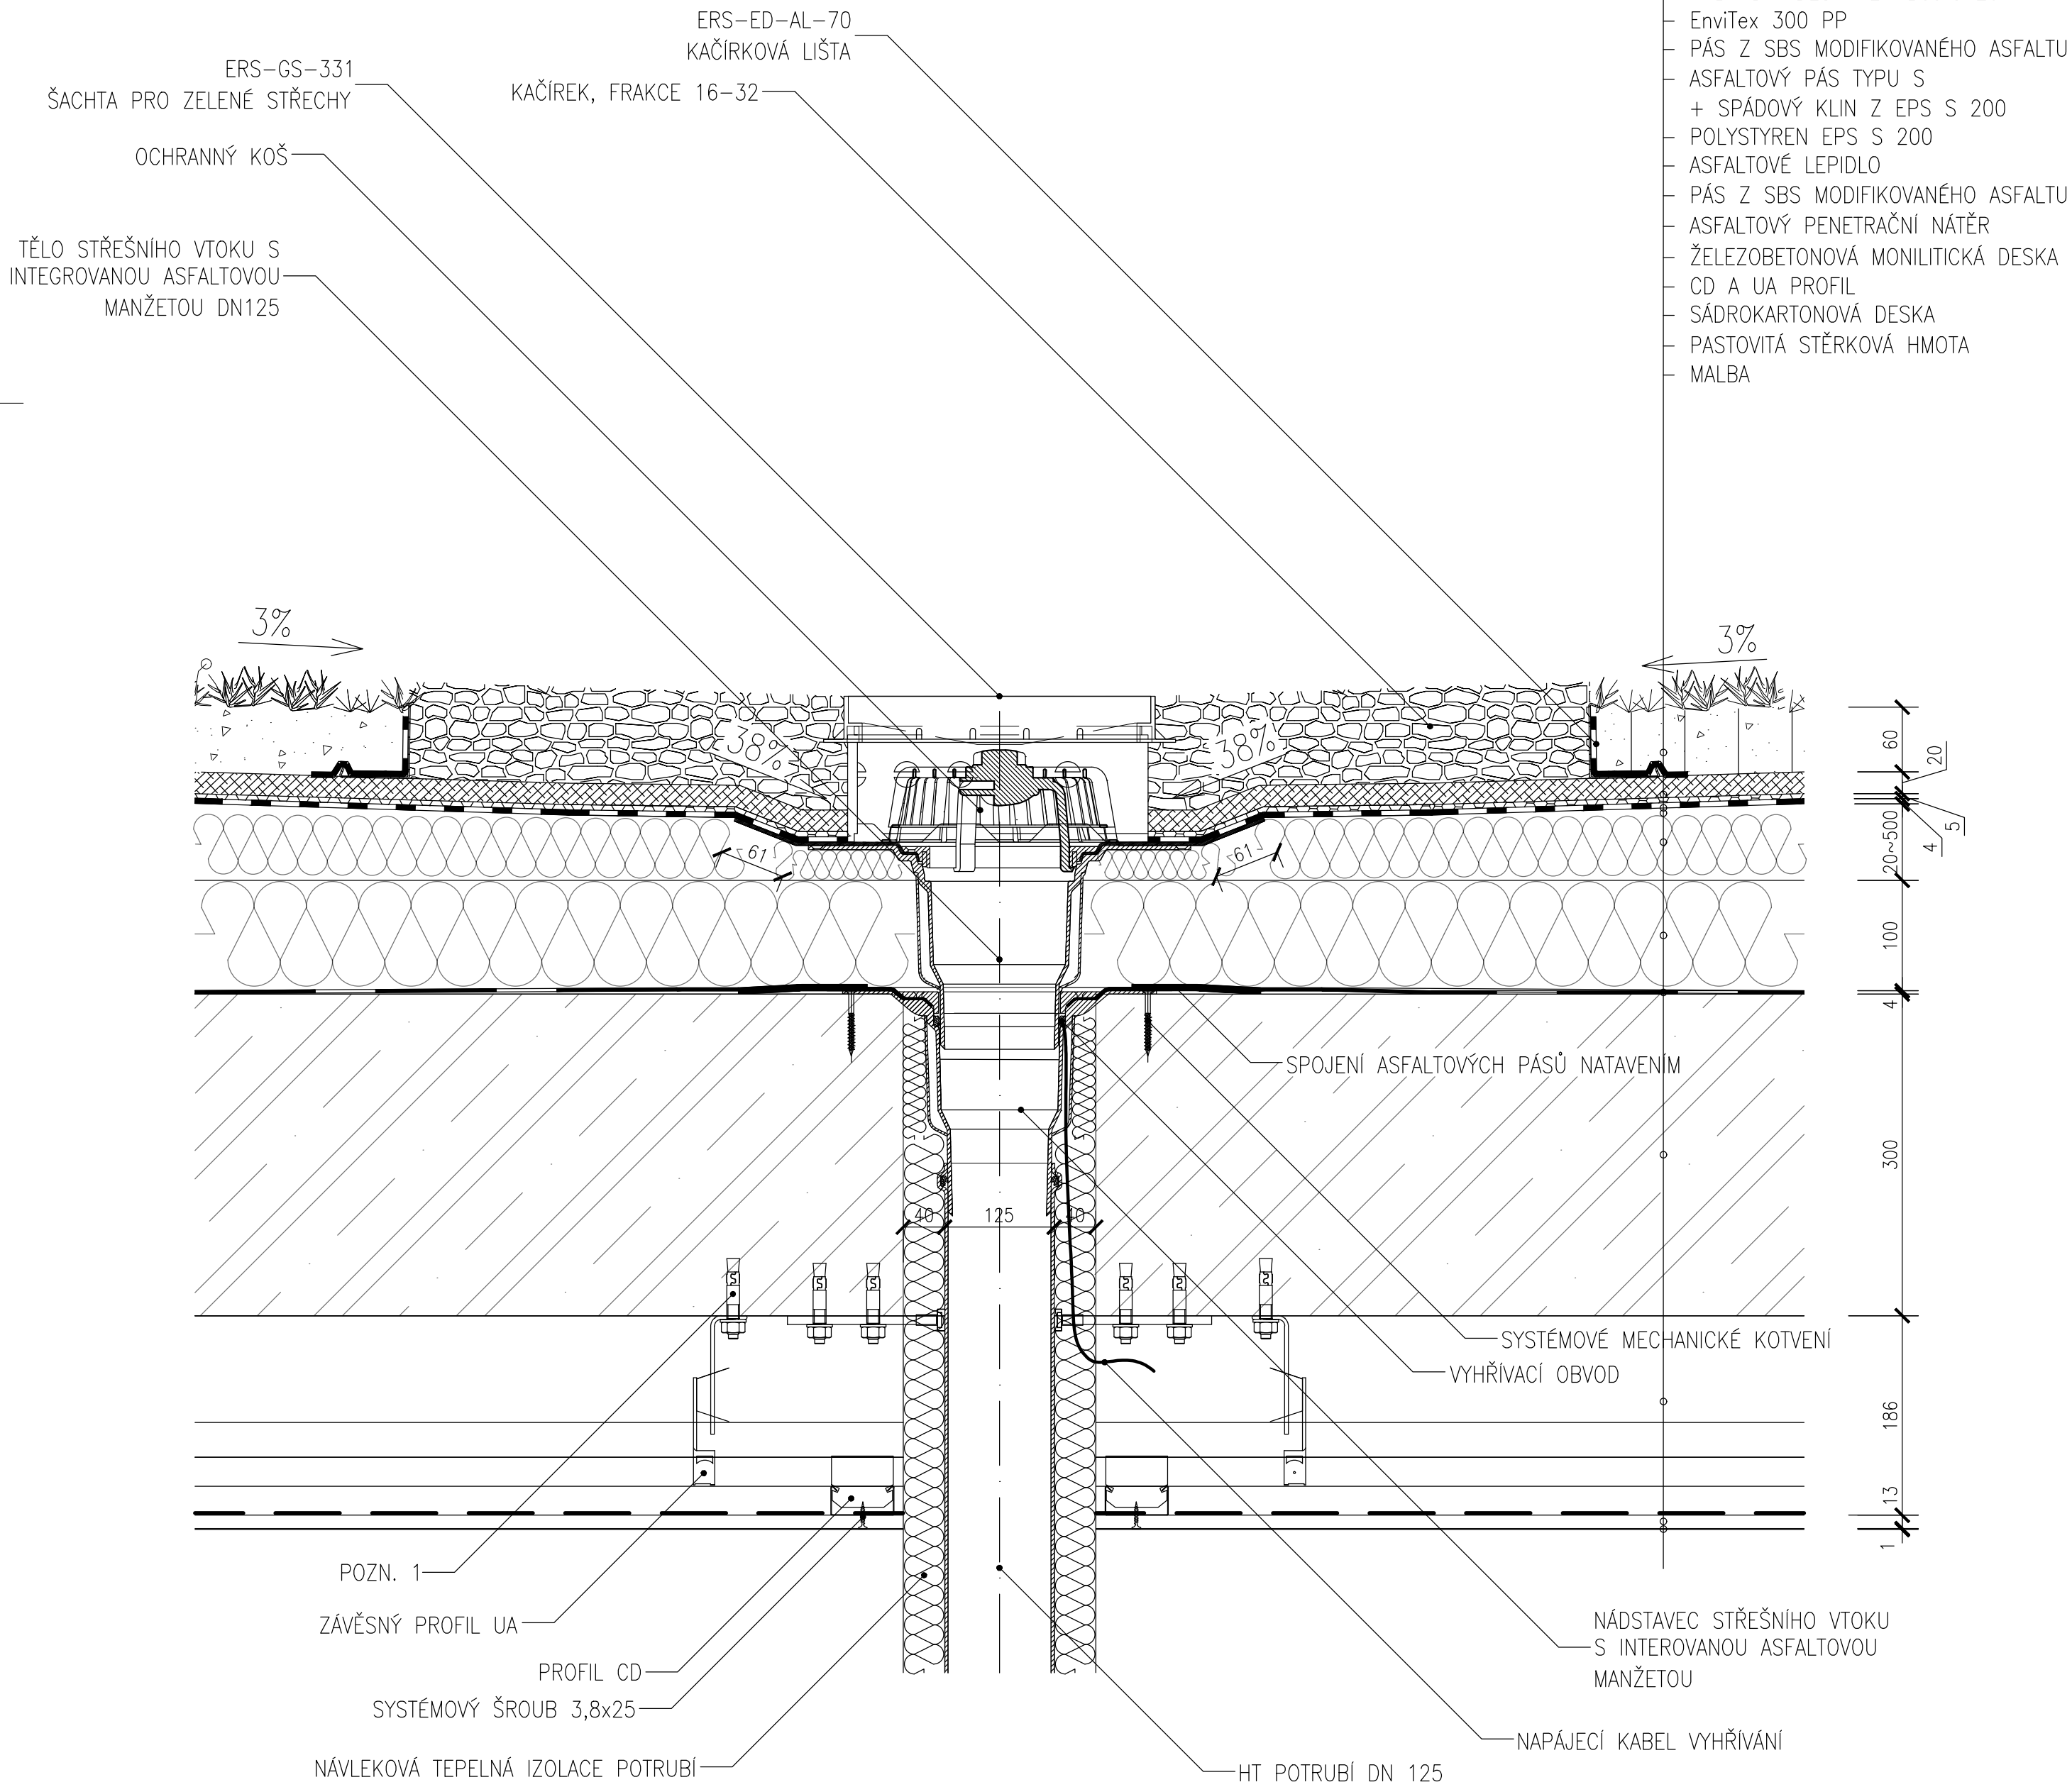 ERS-ED-AL-70
KAČÍRKOVÁ LIŠTA
ERS-GS-331
ŠACHTA PRO ZELENÉ STŘECHY
KAČÍREK, FRAKCE 16-32
OCHRANNÝ KOŠ
TĚLO STŘEŠNÍHO VTOKU S
INTEGROVANOU ASFALTOVOU
MANŽETOU DN125
EnviTex 300 PP
PÁS Z SBS MODIFIKOVANÉHO ASFALTU
ASFALTOVÝ PÁS TYPU S
+ SPÁDOVÝ KLIN Z EPS S 200
POLYSTYREN EPS S 200
ASFALTOVÉ LEPIDLO
PÁS Z SBS MODIFIKOVANÉHO ASFALTU
ASFALTOVÝ PENETRAČNÍ NÁTĚR
ŽELEZOBETONOVÁ MONILITICKÁ DESKA
CD A UA PROFIL
SÁDROKARTONOVÁ DESKA
PASTOVITÁ STĚRKOVÁ HMOTA
MALBA
3%
3%
38%
38%
61
61
60
20
5
4
20~500
100
4
300
186
13
1
40
125
40
SPOJENÍ ASFALTOVÝCH PÁSŮ NATAVENÍM
SYSTÉMOVÉ MECHANICKÉ KOTVENÍ
VYHŘÍVACÍ OBVOD
NÁDSTAVEC STŘEŠNÍHO VTOKU
S INTEROVANOU ASFALTOVOU
MANŽETOU
NAPÁJECÍ KABEL VYHŘÍVÁNÍ
HT POTRUBÍ DN 125
POZN. 1
ZÁVĚSNÝ PROFIL UA
PROFIL CD
SYSTÉMOVÝ ŠROUB 3,8x25
NÁVLEKOVÁ TEPELNÁ IZOLACE POTRUBÍ